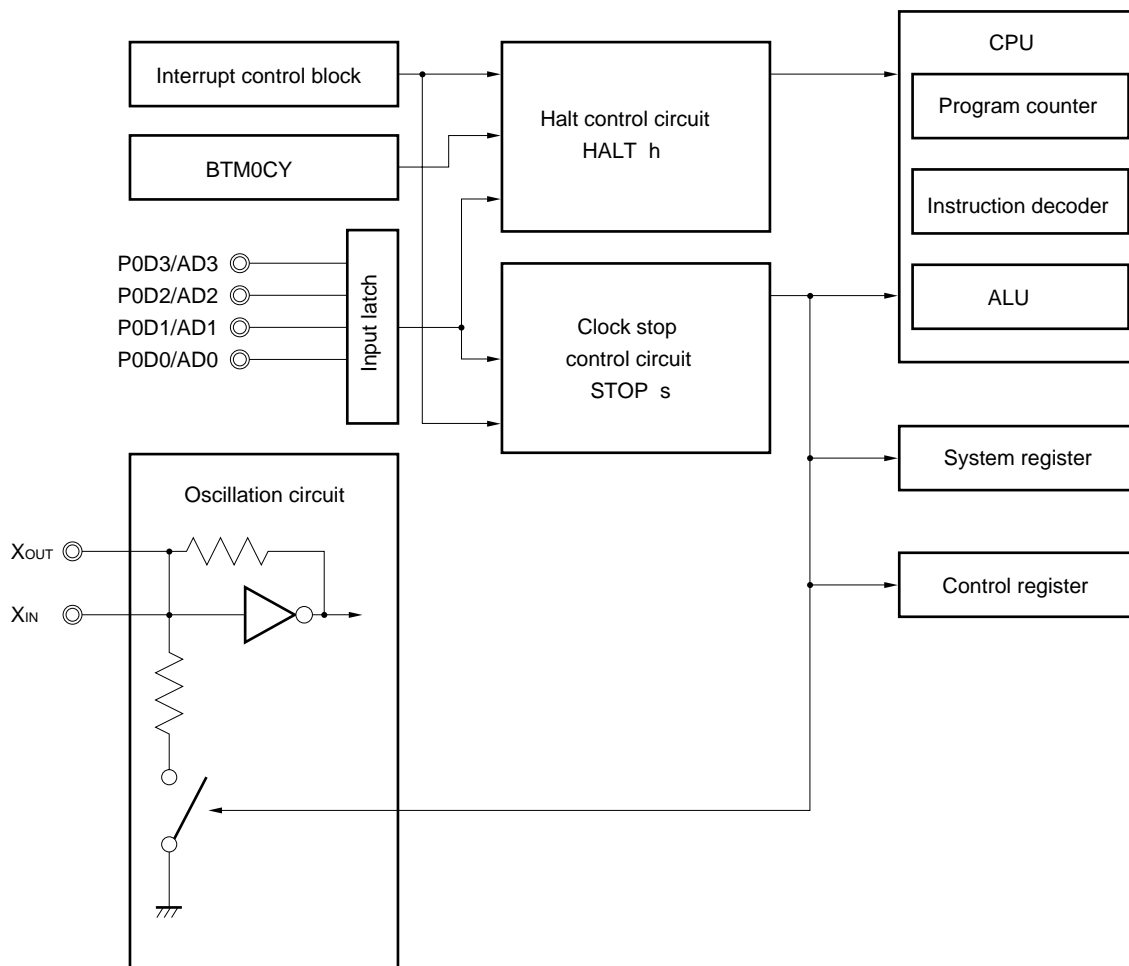 Interrupt control block
BTM0CY
P0D3/AD3
P0D2/AD2
P0D1/AD1
P0D0/AD0
Input latch
Halt control circuit
HALT h
Clock stop
control circuit
STOP s
CPU
Program counter
Instruction decoder
ALU
System register
Control register
Oscillation circuit
XOUT
XIN